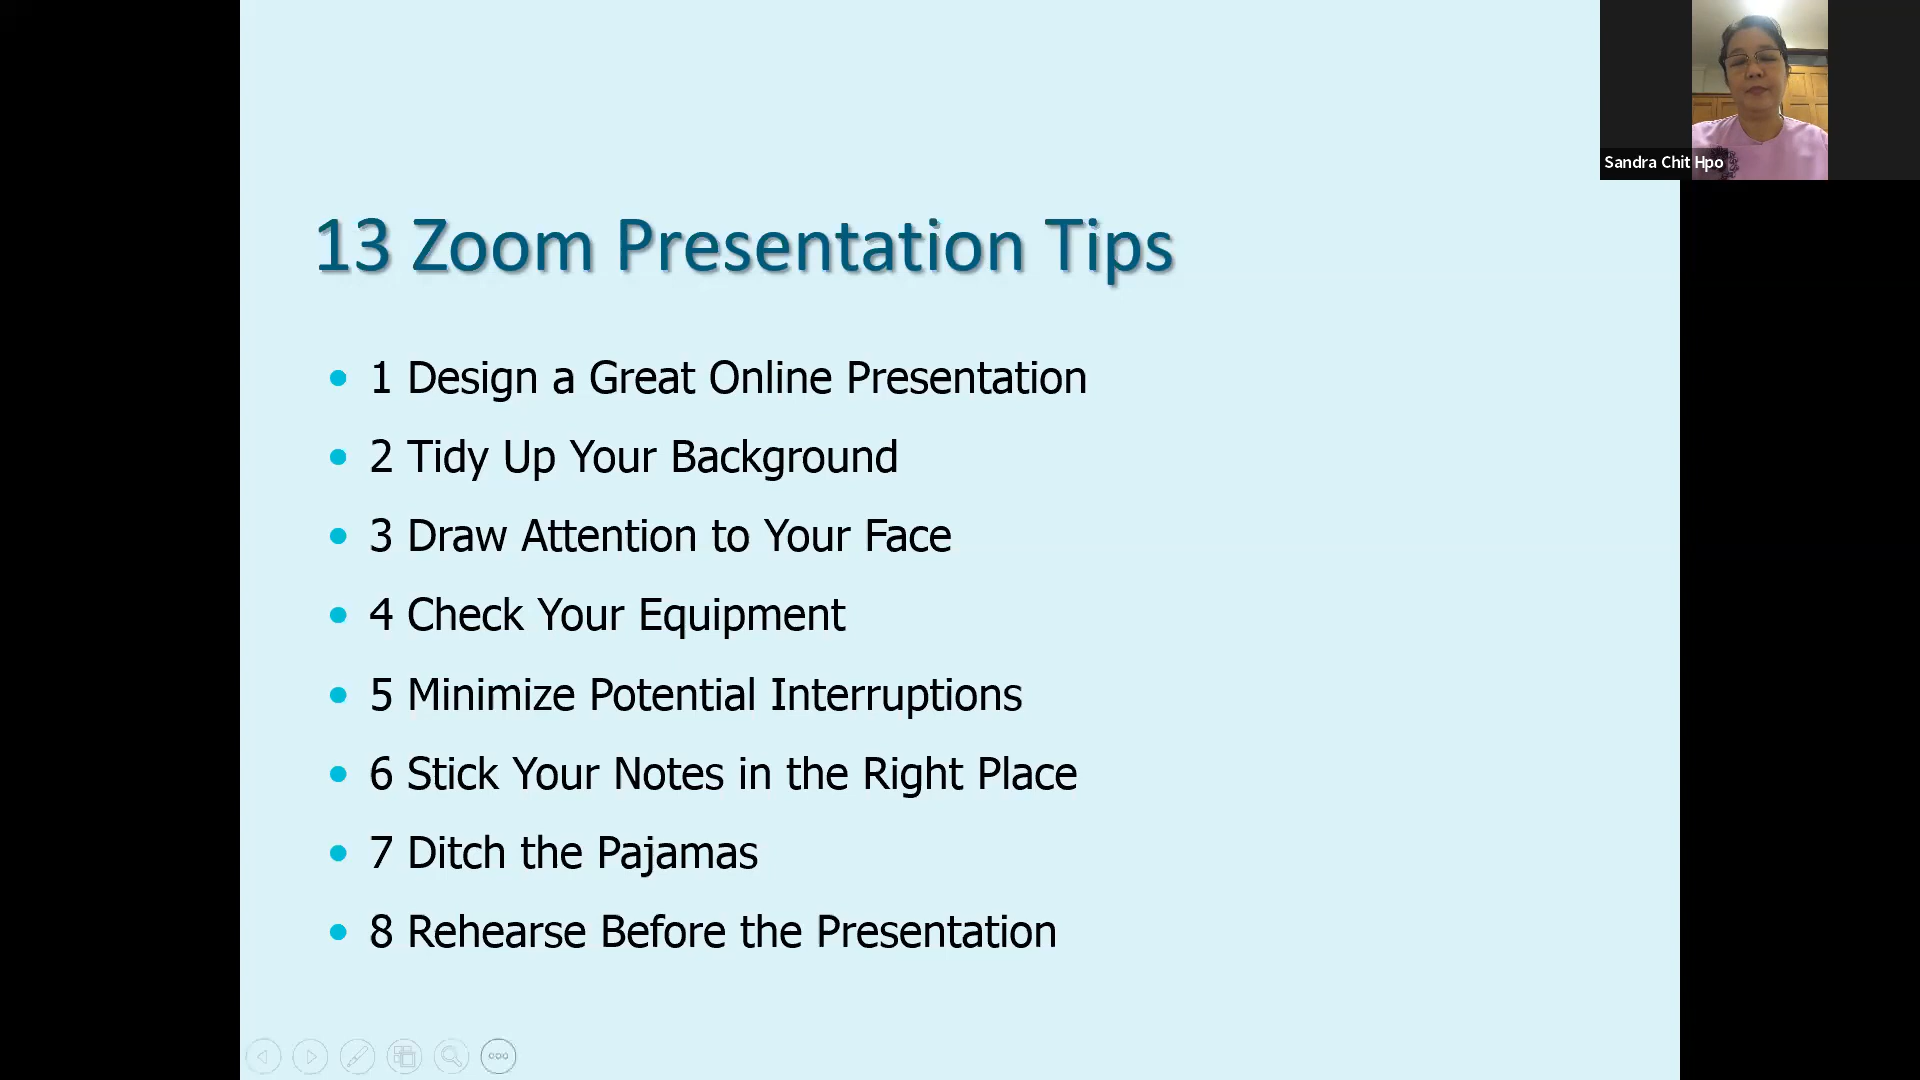 Sandra Chit Hpo
13 Zoom Presentation Tips
1 Design a Great Online Presentation
2 Tidy Up Your Background
3 Draw Attention to Your Face
4 Check Your Equipment
5 Minimize Potential Interruptions
6 Stick Your Notes in the Right Place
7 Ditch the Pajamas
8 Rehearse Before the Presentation